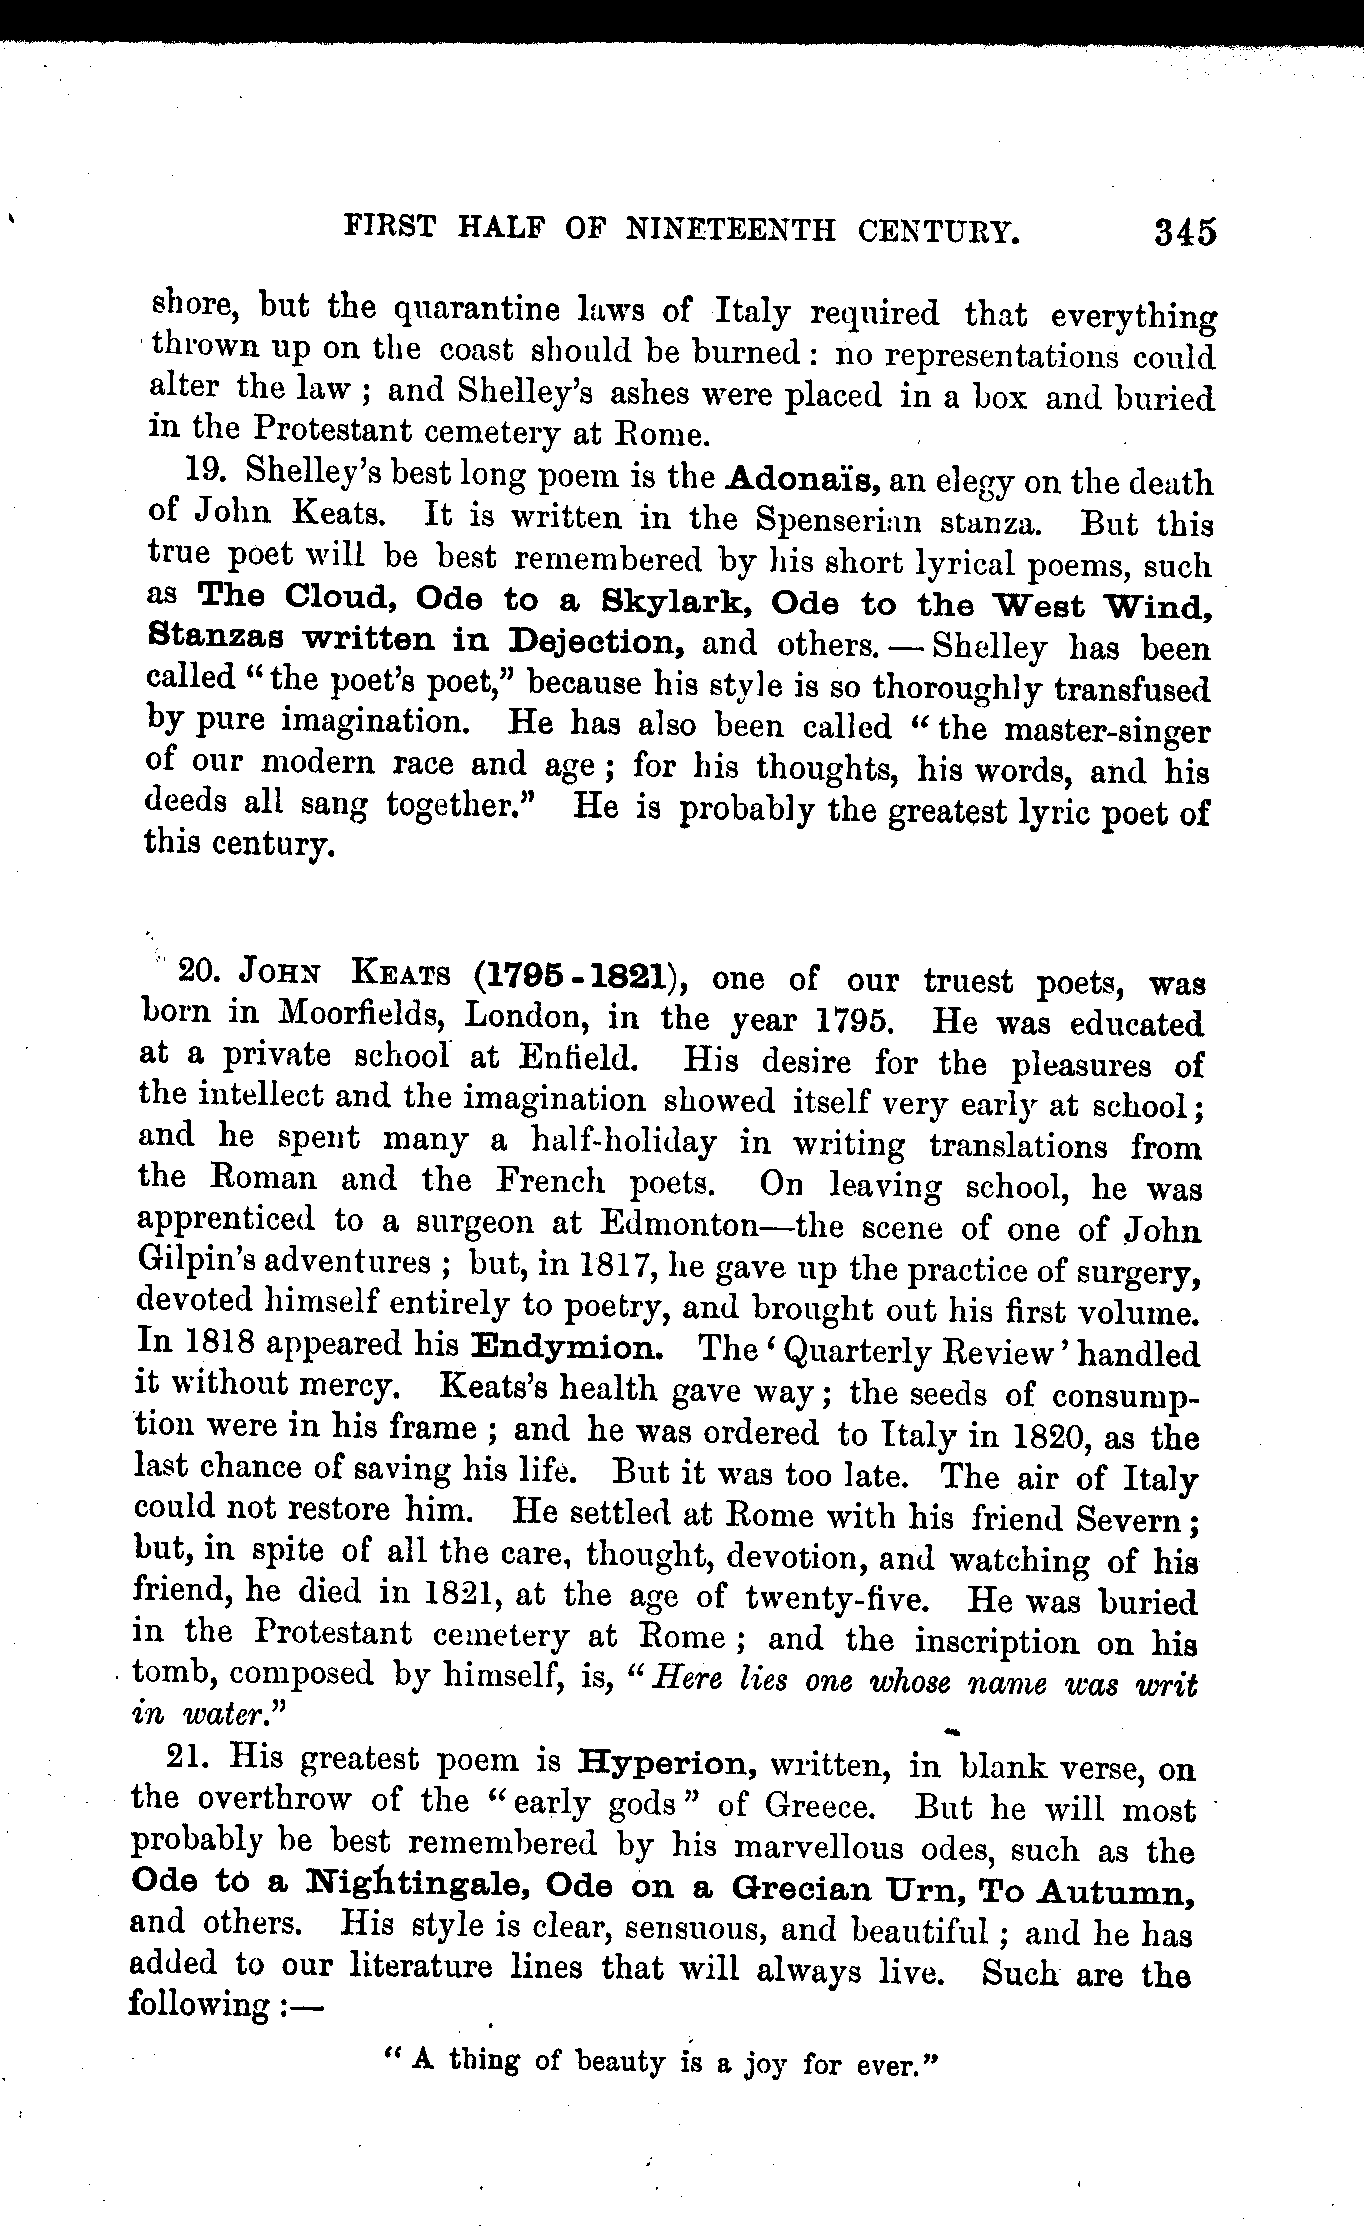 FIRST HALF OF NINETEENTH CENTURY. 345
shore, but the quarantine laws of Italy required that everything
thrown up on the coast should be burned : no representations could
alter the law ; and Shelley's ashes were placed in a box and buried
in the Protestant cemetery at Rome.
19. Shelley's best long poem is the Adonaïs, an elegy on the death
of John Keats. It is written in the Spenserian stanza. But this
true poet will be best remembered by his short lyrical poems, such
as The Cloud, Ode to a Skylark, Ode to the West Wind,
Stanzas written in Dejection, and others. — Shelley has been
called "the poet's poet," because his style is so thoroughly transfused
by pure imagination. He has also been called "the master-singer
of our modern race and age ; for his thoughts, his words, and his
deeds all sang together." He is probably the greatest lyric poet of
this century.
20. JOHN KEATS (1795-1821), one of our truest poets, was
born in Moorfields, London, in the year 1795. He was educated
at a private school at Enfield. His desire for the pleasures of
the intellect and the imagination showed itself very early at school ;
and he spent many a half-holiday in writing translations from
the Roman and the French poets. On leaving school, he was
apprenticed to a surgeon at Edmonton—the scene of one of John
Gilpin's adventures ; but, in 1817, he gave up the practice of surgery,
devoted himself entirely to poetry, and brought out his first volume.
In 1818 appeared his Endymion. The 'Quarterly Review' handled
it without mercy. Keats's health gave way ; the seeds of consump-
tion were in his frame ; and he was ordered to Italy in 1820, as the
last chance of saving his life. But it was too late. The air of Italy
could not restore him. He settled at Rome with his friend Severn ;
but, in spite of all the care, thought, devotion, and watching of his
friend, he died in 1821, at the age of twenty-five. He was buried
in the Protestant cemetery at Rome ; and the inscription on his
tomb, composed by himself, is, "Here lies one whose name was writ
in water."
21. His greatest poem is Hyperion, written, in blank verse, on
the overthrow of the "early gods" of Greece. But he will most
probably be best remembered by his marvellous odes, such as the
Ode to a Nightingale, Ode on a Grecian Urn, To Autumn,
and others. His style is clear, sensuous, and beautiful ; and he has
added to our literature lines that will always live. Such are the
following :—
"A thing of beauty is a joy for ever."